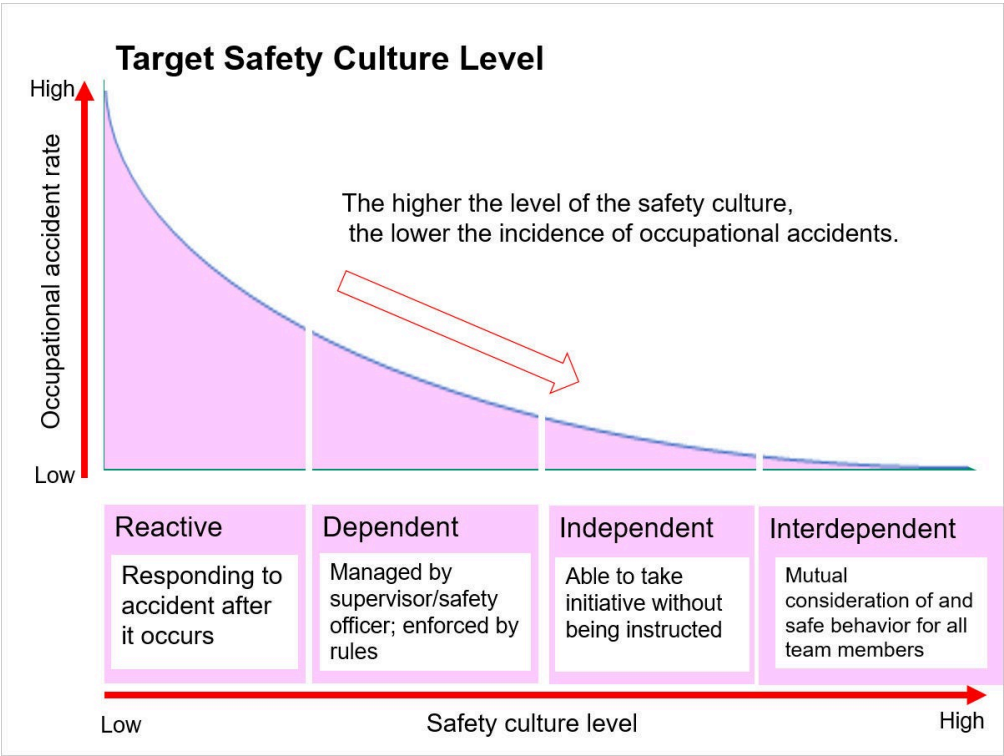 Target Safety Culture Level
High
Occupational accident rate
Low
The higher the level of the safety culture,
the lower the incidence of occupational accidents.
Reactive
Responding to
accident after
it occurs
Dependent
Managed by
supervisor/safety
officer; enforced by
rules
Independent
Able to take
initiative without
being instructed
Interdependent
Mutual
consideration of and
safe behavior for all
team members
Low
Safety culture level
High